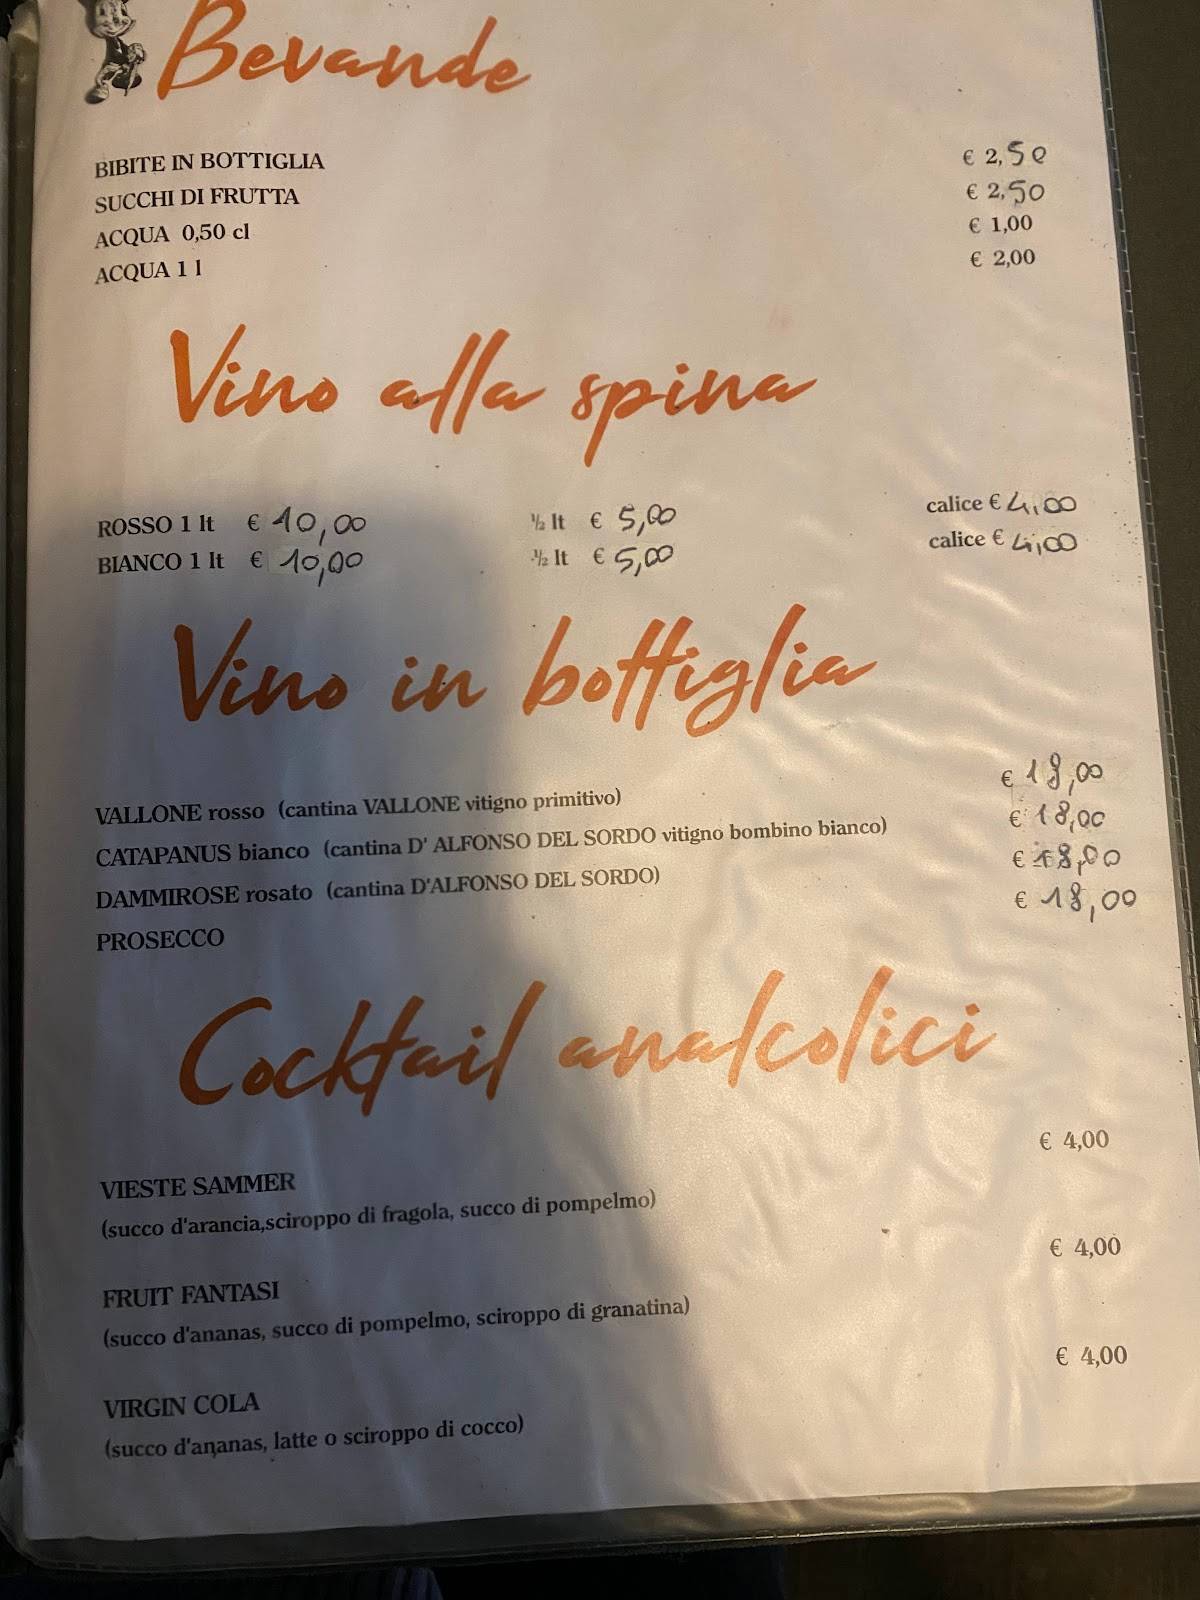 Bevande
BIBITE IN BOTTIGLIA € 2,50
SUCCHI DI FRUTTA € 2,50
ACQUA 0,50 cl € 1,00
ACQUA 1 l € 2,00
Vino alla spina
ROSSO 1 lt € 10,00 ½ lt € 5,00 calice € 4,00
BIANCO 1 lt € 10,00 ½ lt € 5,00 calice € 4,00
Vino in bottiglia
VALLONE rosso (cantina VALLONE vitigno primitivo) € 18,00
CATAPANUS bianco (cantina D' ALFONSO DEL SORDO vitigno bombino bianco) € 18,00
DAMMIROSE rosato (cantina D'ALFONSO DEL SORDO) € 18,00
PROSECCO € 18,00
Cocktail analcolici
VIESTE SAMMER € 4,00
(succo d'arancia,sciroppo di fragola, succo di pompelmo)
FRUIT FANTASI € 4,00
(succo d'ananas, succo di pompelmo, sciroppo di granatina)
VIRGIN COLA € 4,00
(succo d'ananas, latte o sciroppo di cocco)